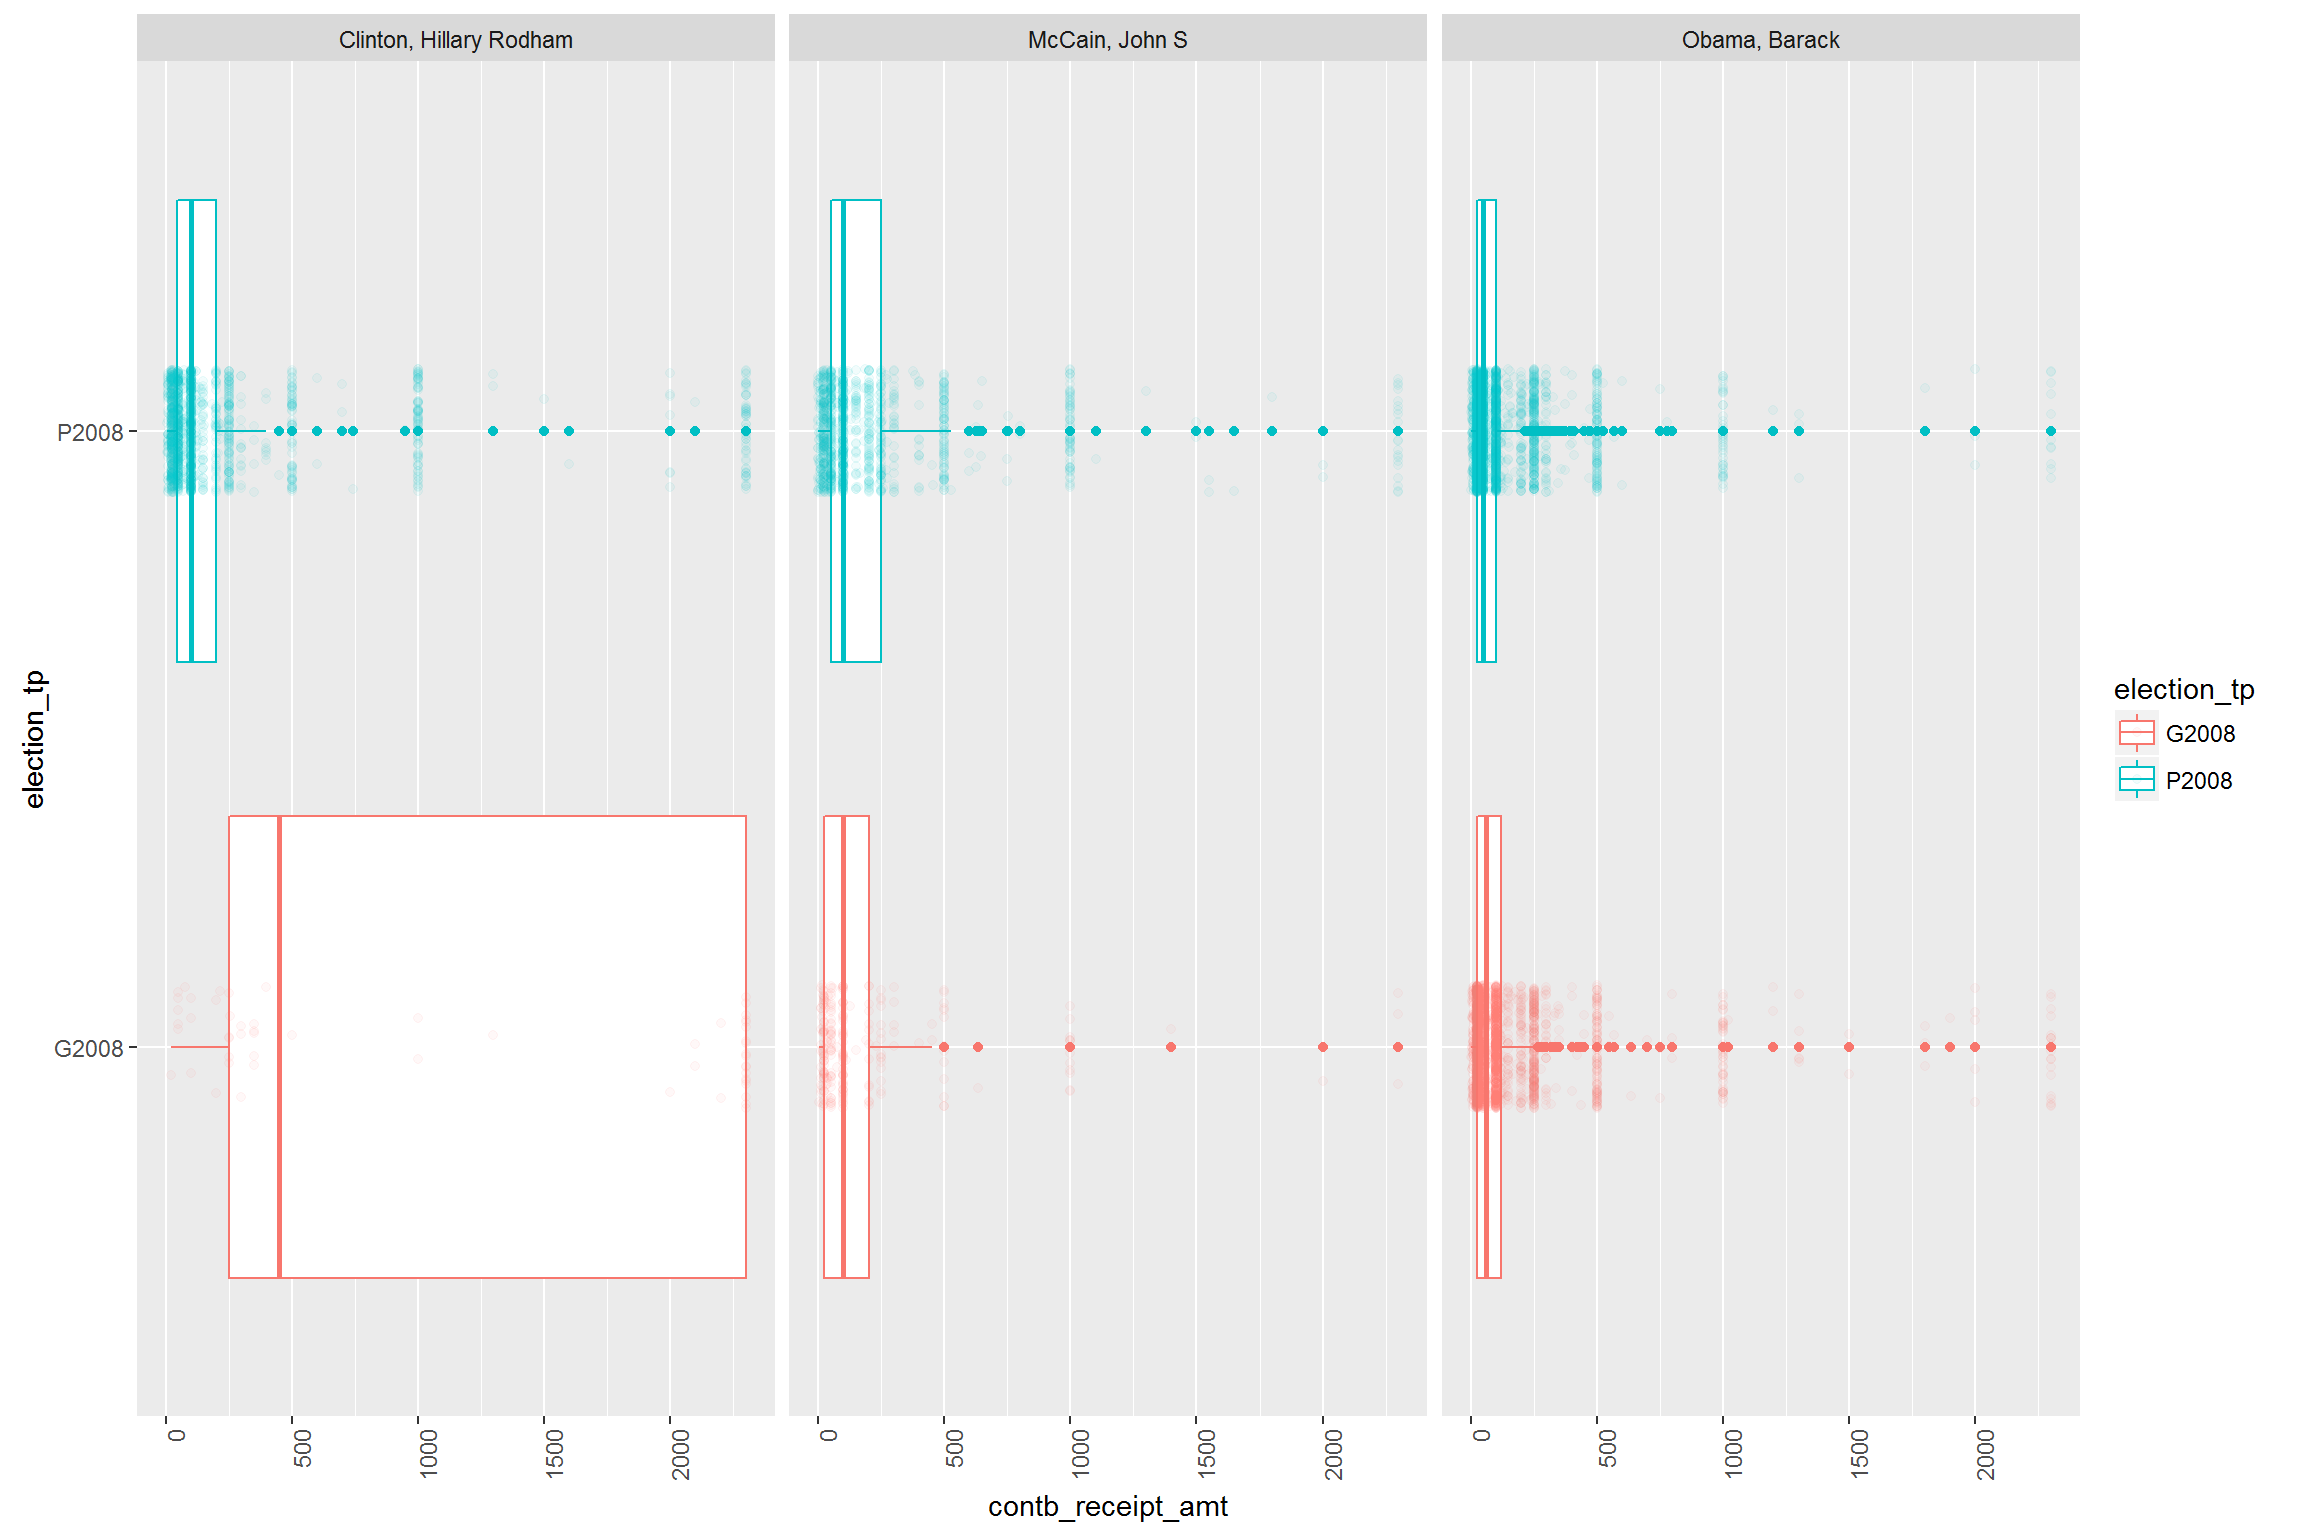 Clinton, Hillary Rodham
McCain, John S
Obama, Barack
election_tp
P2008
G2008
0
500
1000
1500
2000
0
500
1000
1500
2000
0
500
1000
1500
2000
contb_receipt_amt
election_tp
G2008
P2008